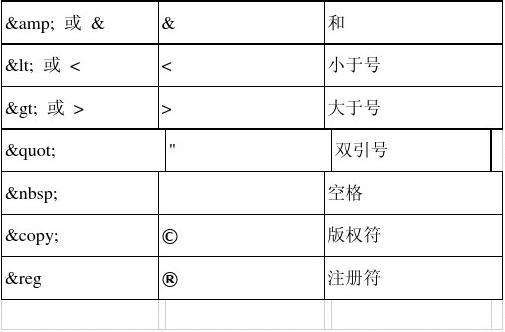 &amp; 或 & & 和
&lt; 或 < < 小于号
&gt; 或 > > 大于号
&quot; " 双引号
&nbsp; 空格
&copy; © 版权符
&reg ® 注册符